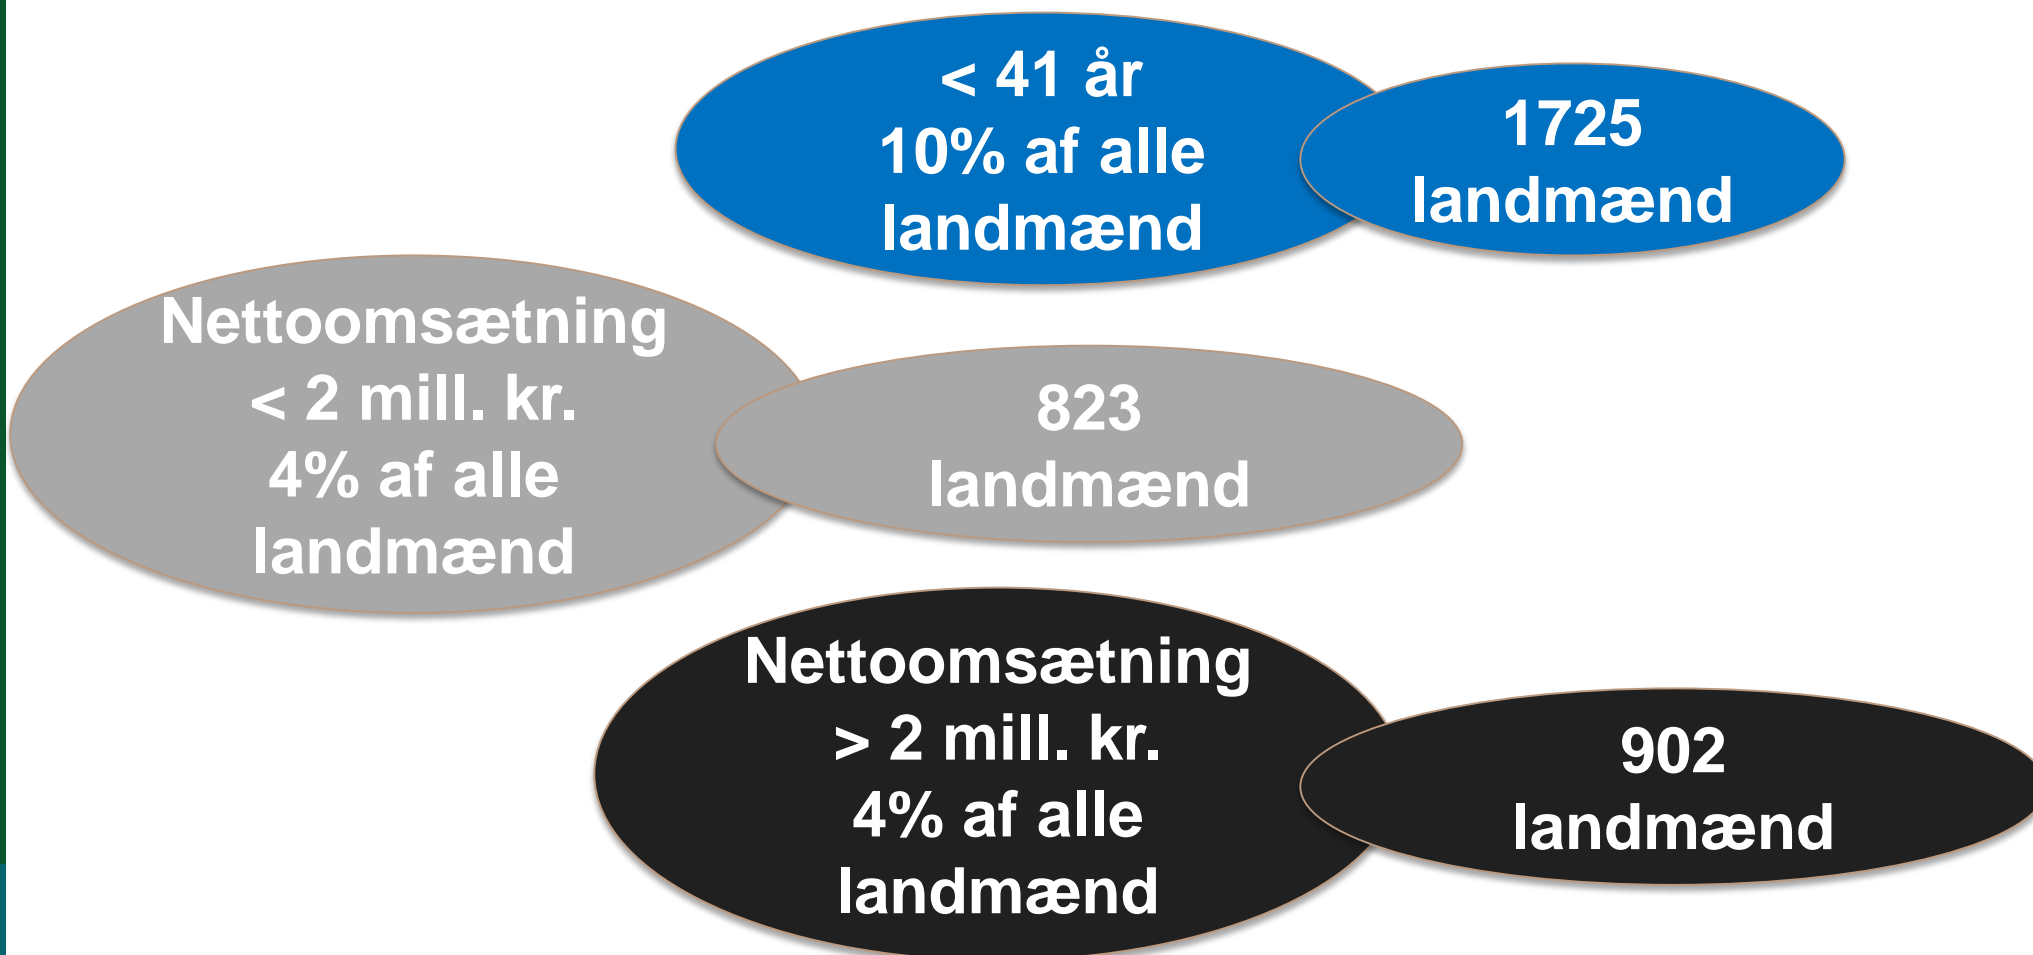 < 41 år
10% af alle
landmænd
1725
landmænd
Nettoomsætning
< 2 mill. kr.
4% af alle
landmænd
823
landmænd
Nettoomsætning
> 2 mill. kr.
4% af alle
landmænd
902
landmænd